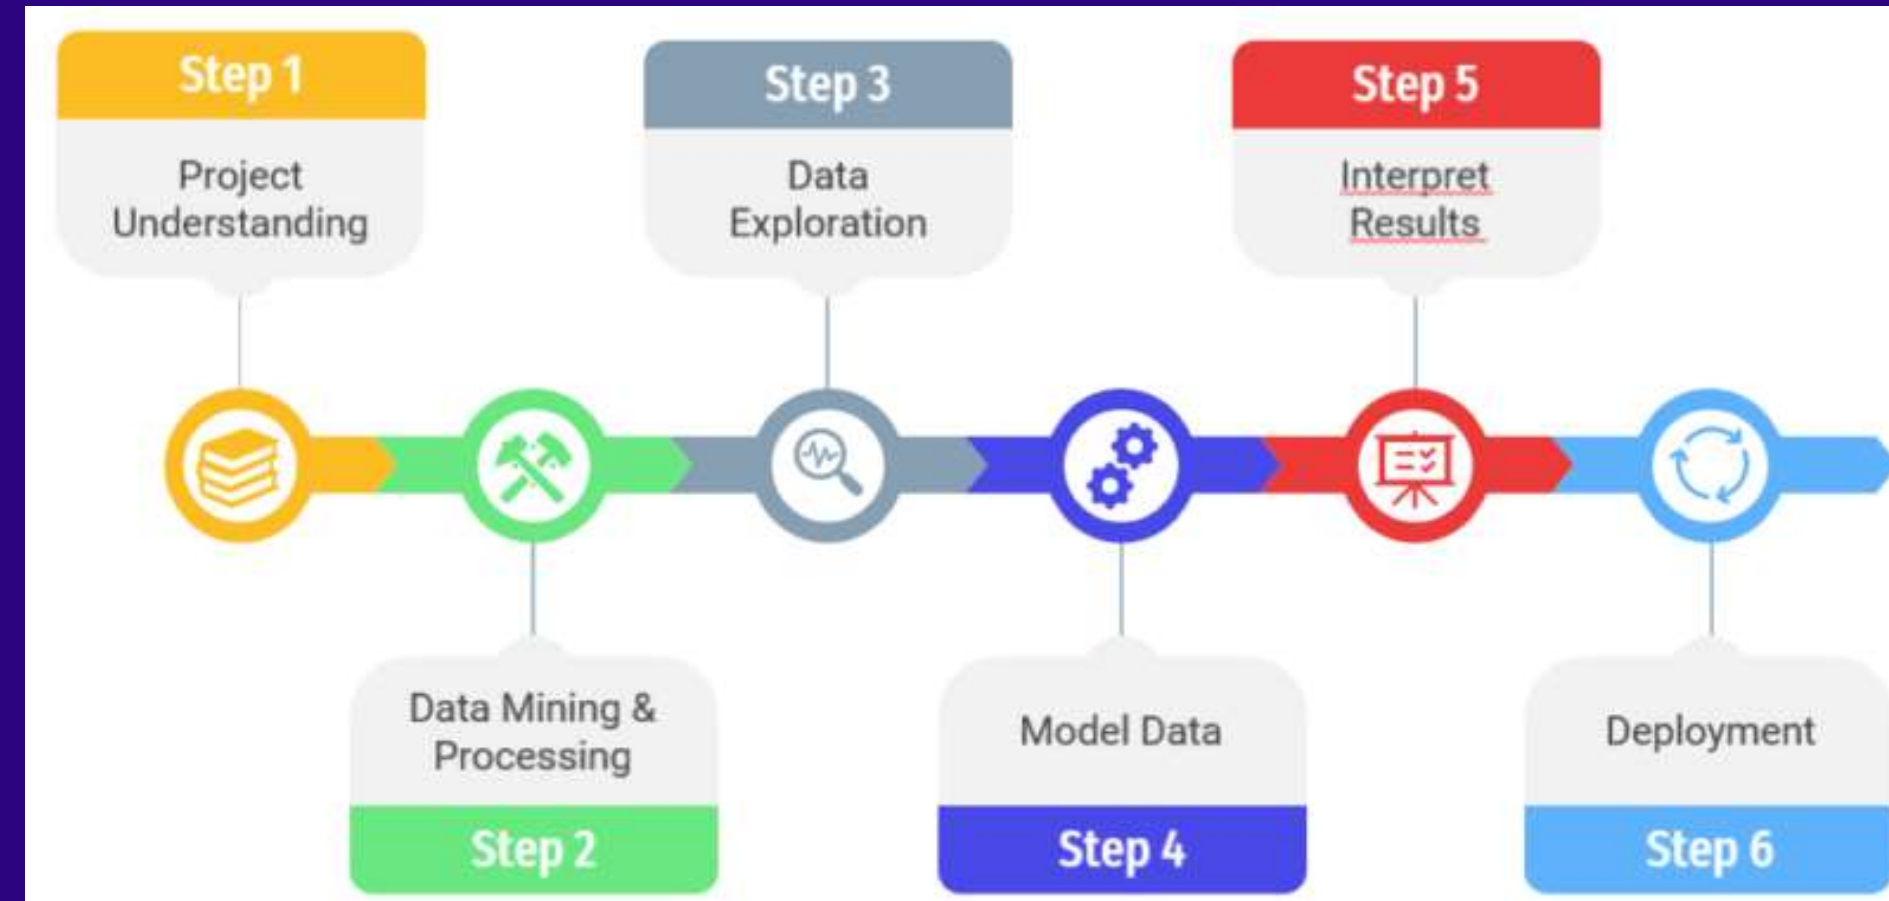 Step 1
Project
Understanding
Data Mining &
Processing
Step 2
Step 3
Data
Exploration
Model Data
Step 4
Step 5
Interpret
Results
Deployment
Step 6